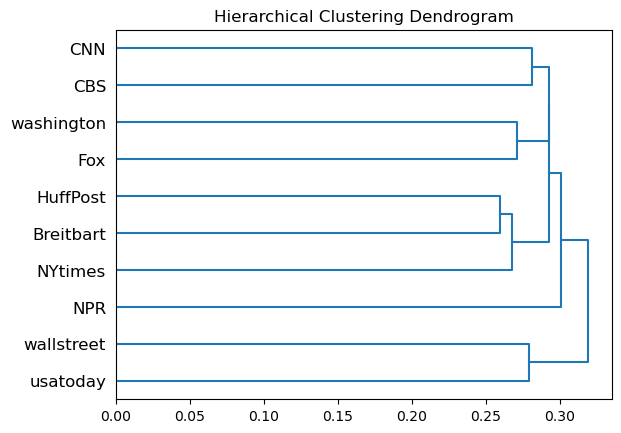 Hierarchical Clustering Dendrogram
CNN
CBS
washington
Fox
HuffPost
Breitbart
NYtimes
NPR
wallstreet
usatoday
0.00 0.05 0.10 0.15 0.20 0.25 0.30